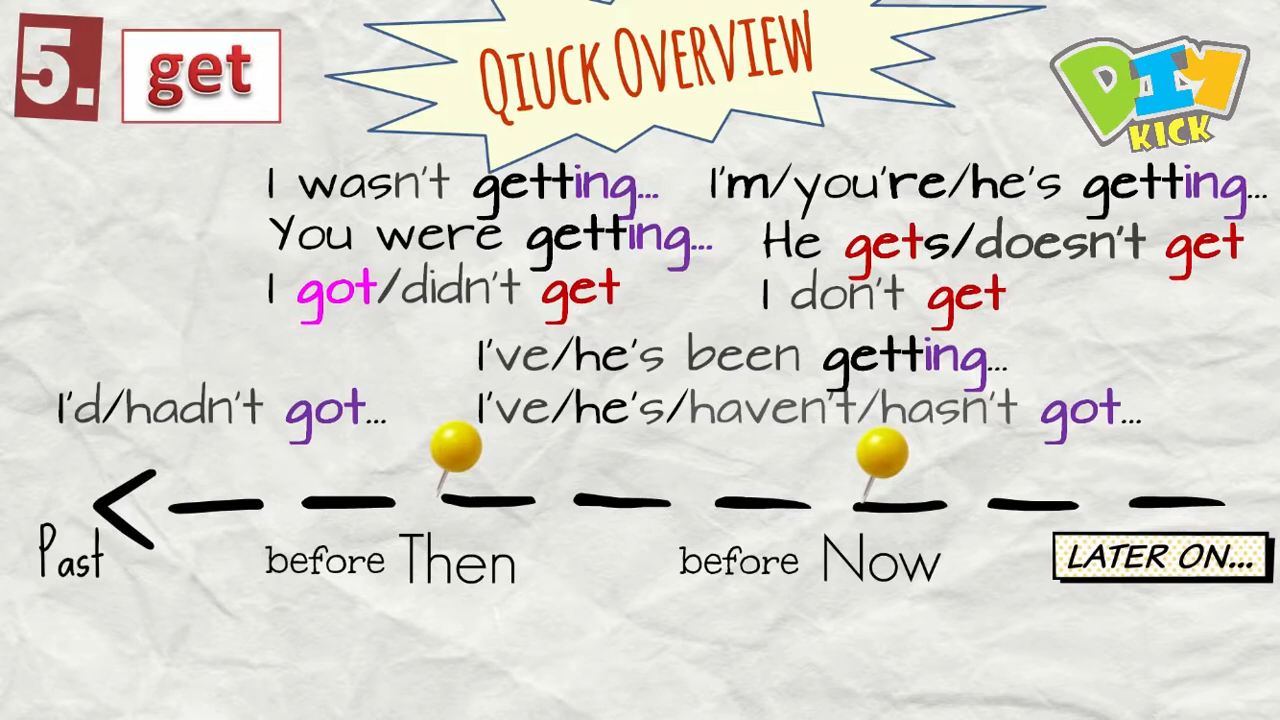 5. get
QIUCK OVERVIEW
DIY
KICK
I wasn't getting... I'm/you're/he's getting...
You were getting... He gets/doesn't get
I got/didn't get I don't get
I've/he's been getting...
I'd/hadn't got... I've/he's/haven't/hasn't got...
Past before Then before Now LATER ON...